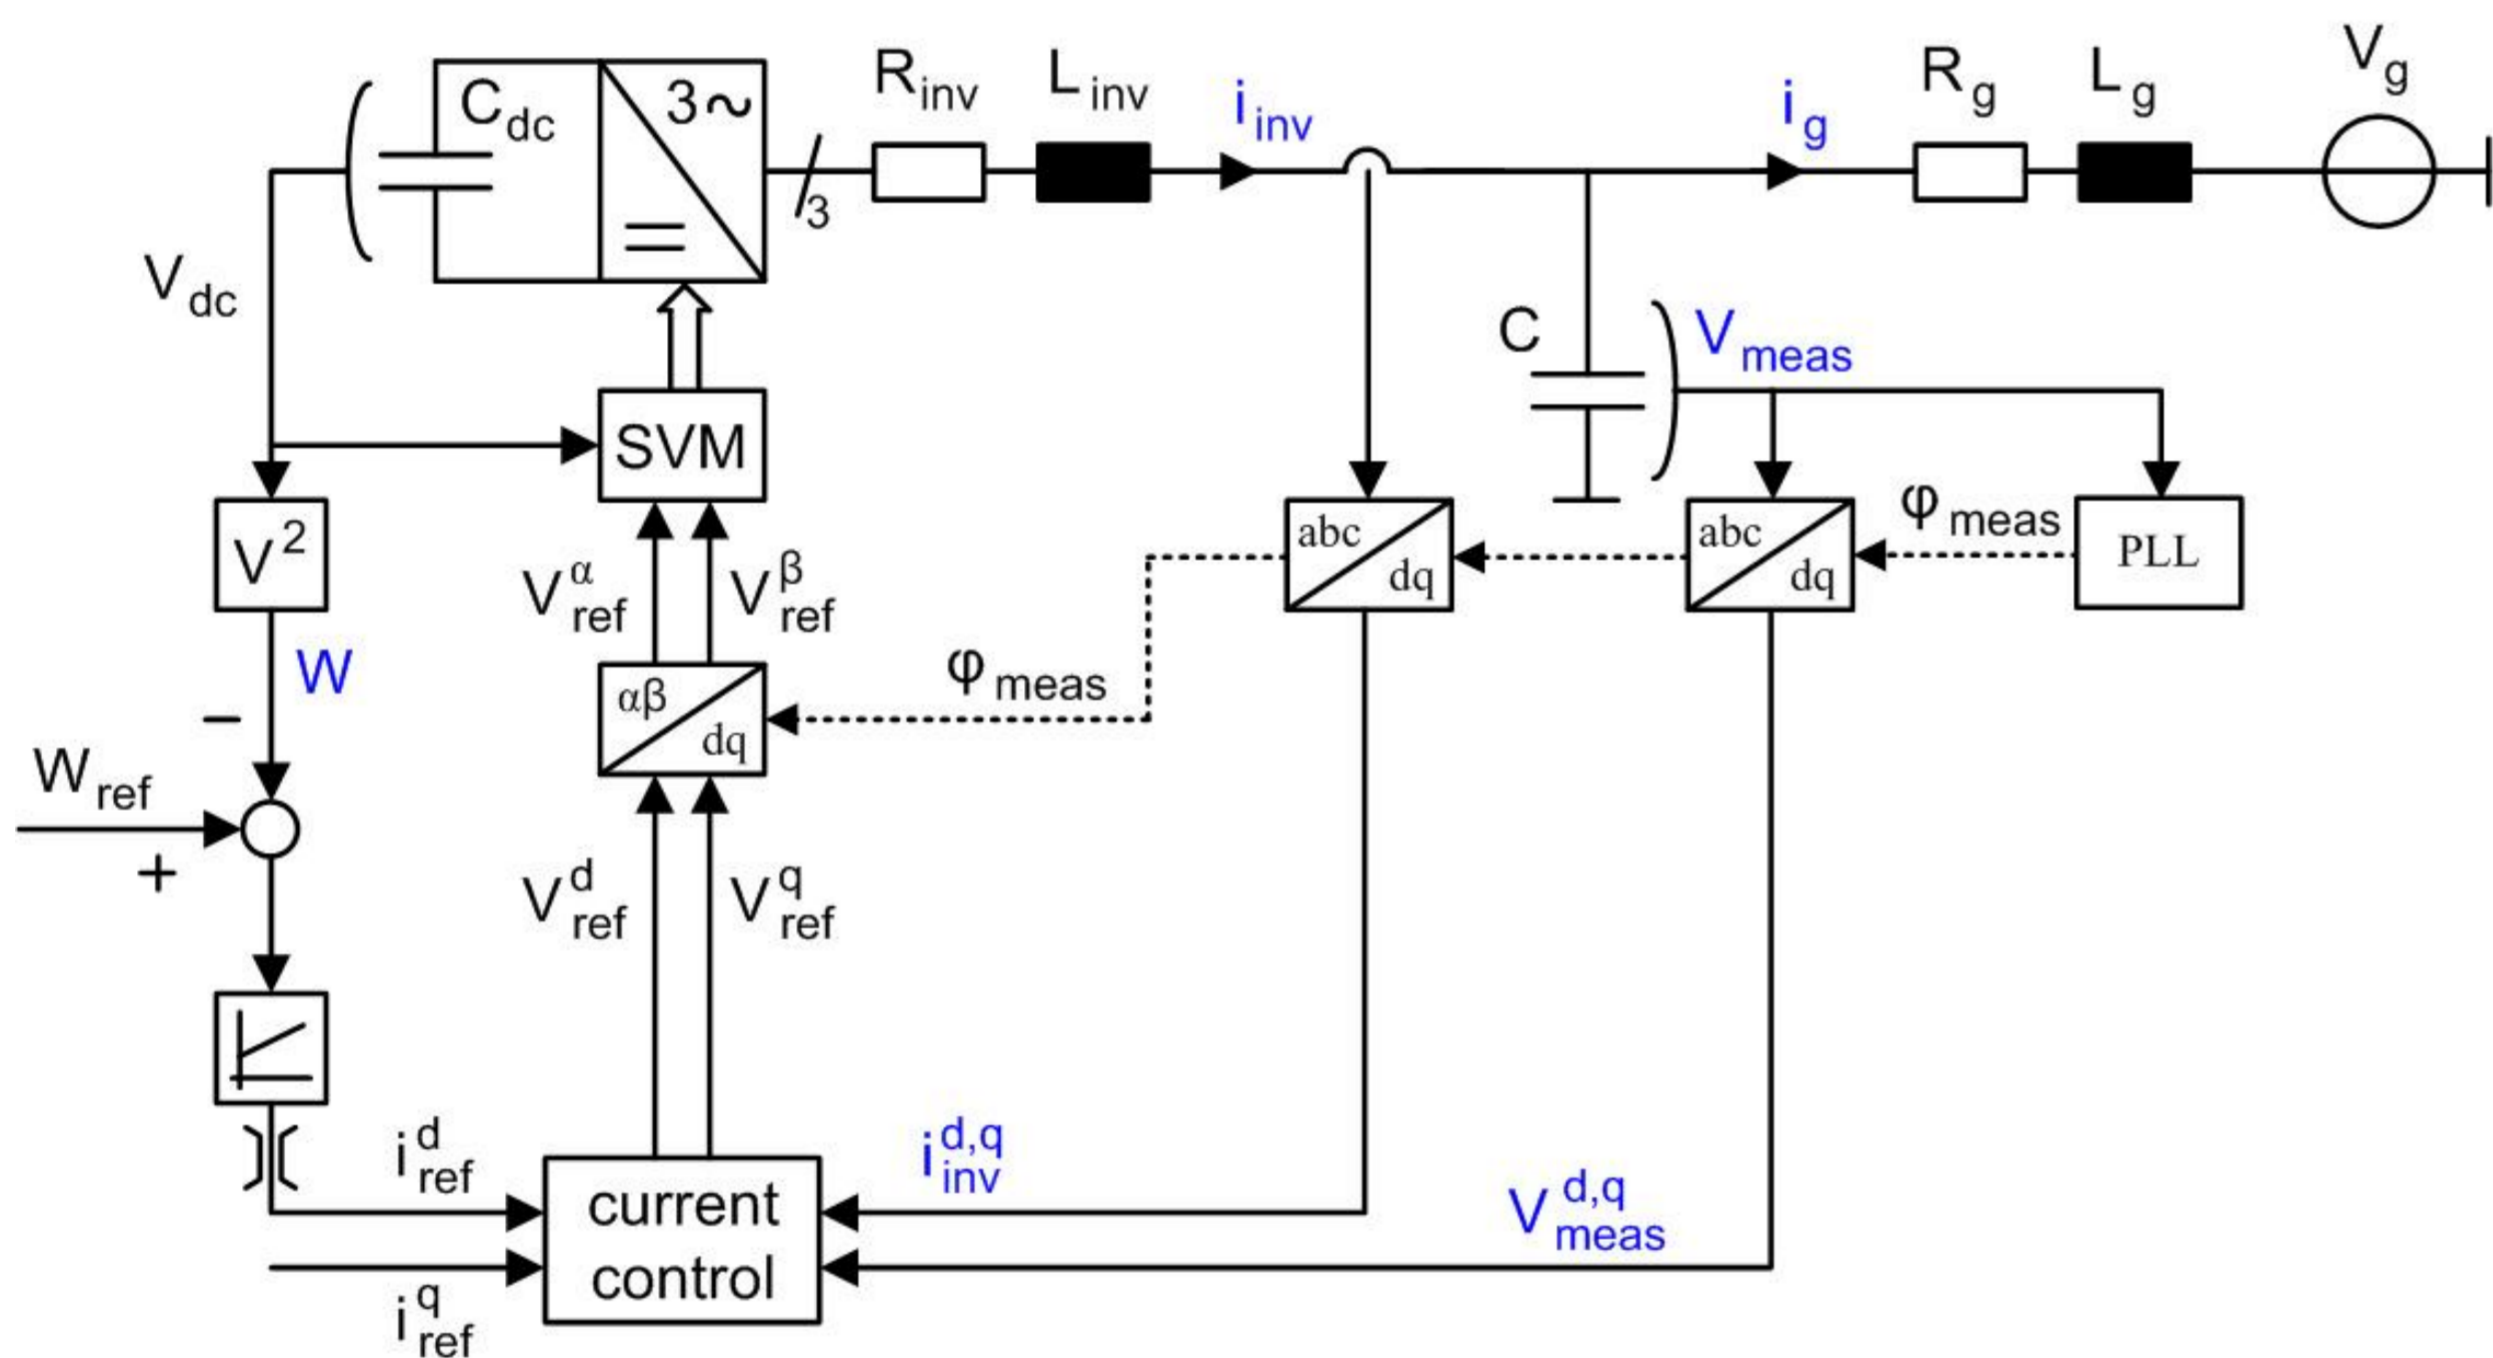 C dc
3~
=
R inv
L inv
i inv
i g
R g
L g
V g
3
V dc
C
V meas
SVM
V 2
abc
dq
abc
dq
φ meas
PLL
V α ref
V β ref
W
αβ
dq
φ meas
−
W ref
+
V d ref
V q ref
i d ref
i d,q inv
V d,q meas
current
control
i q ref